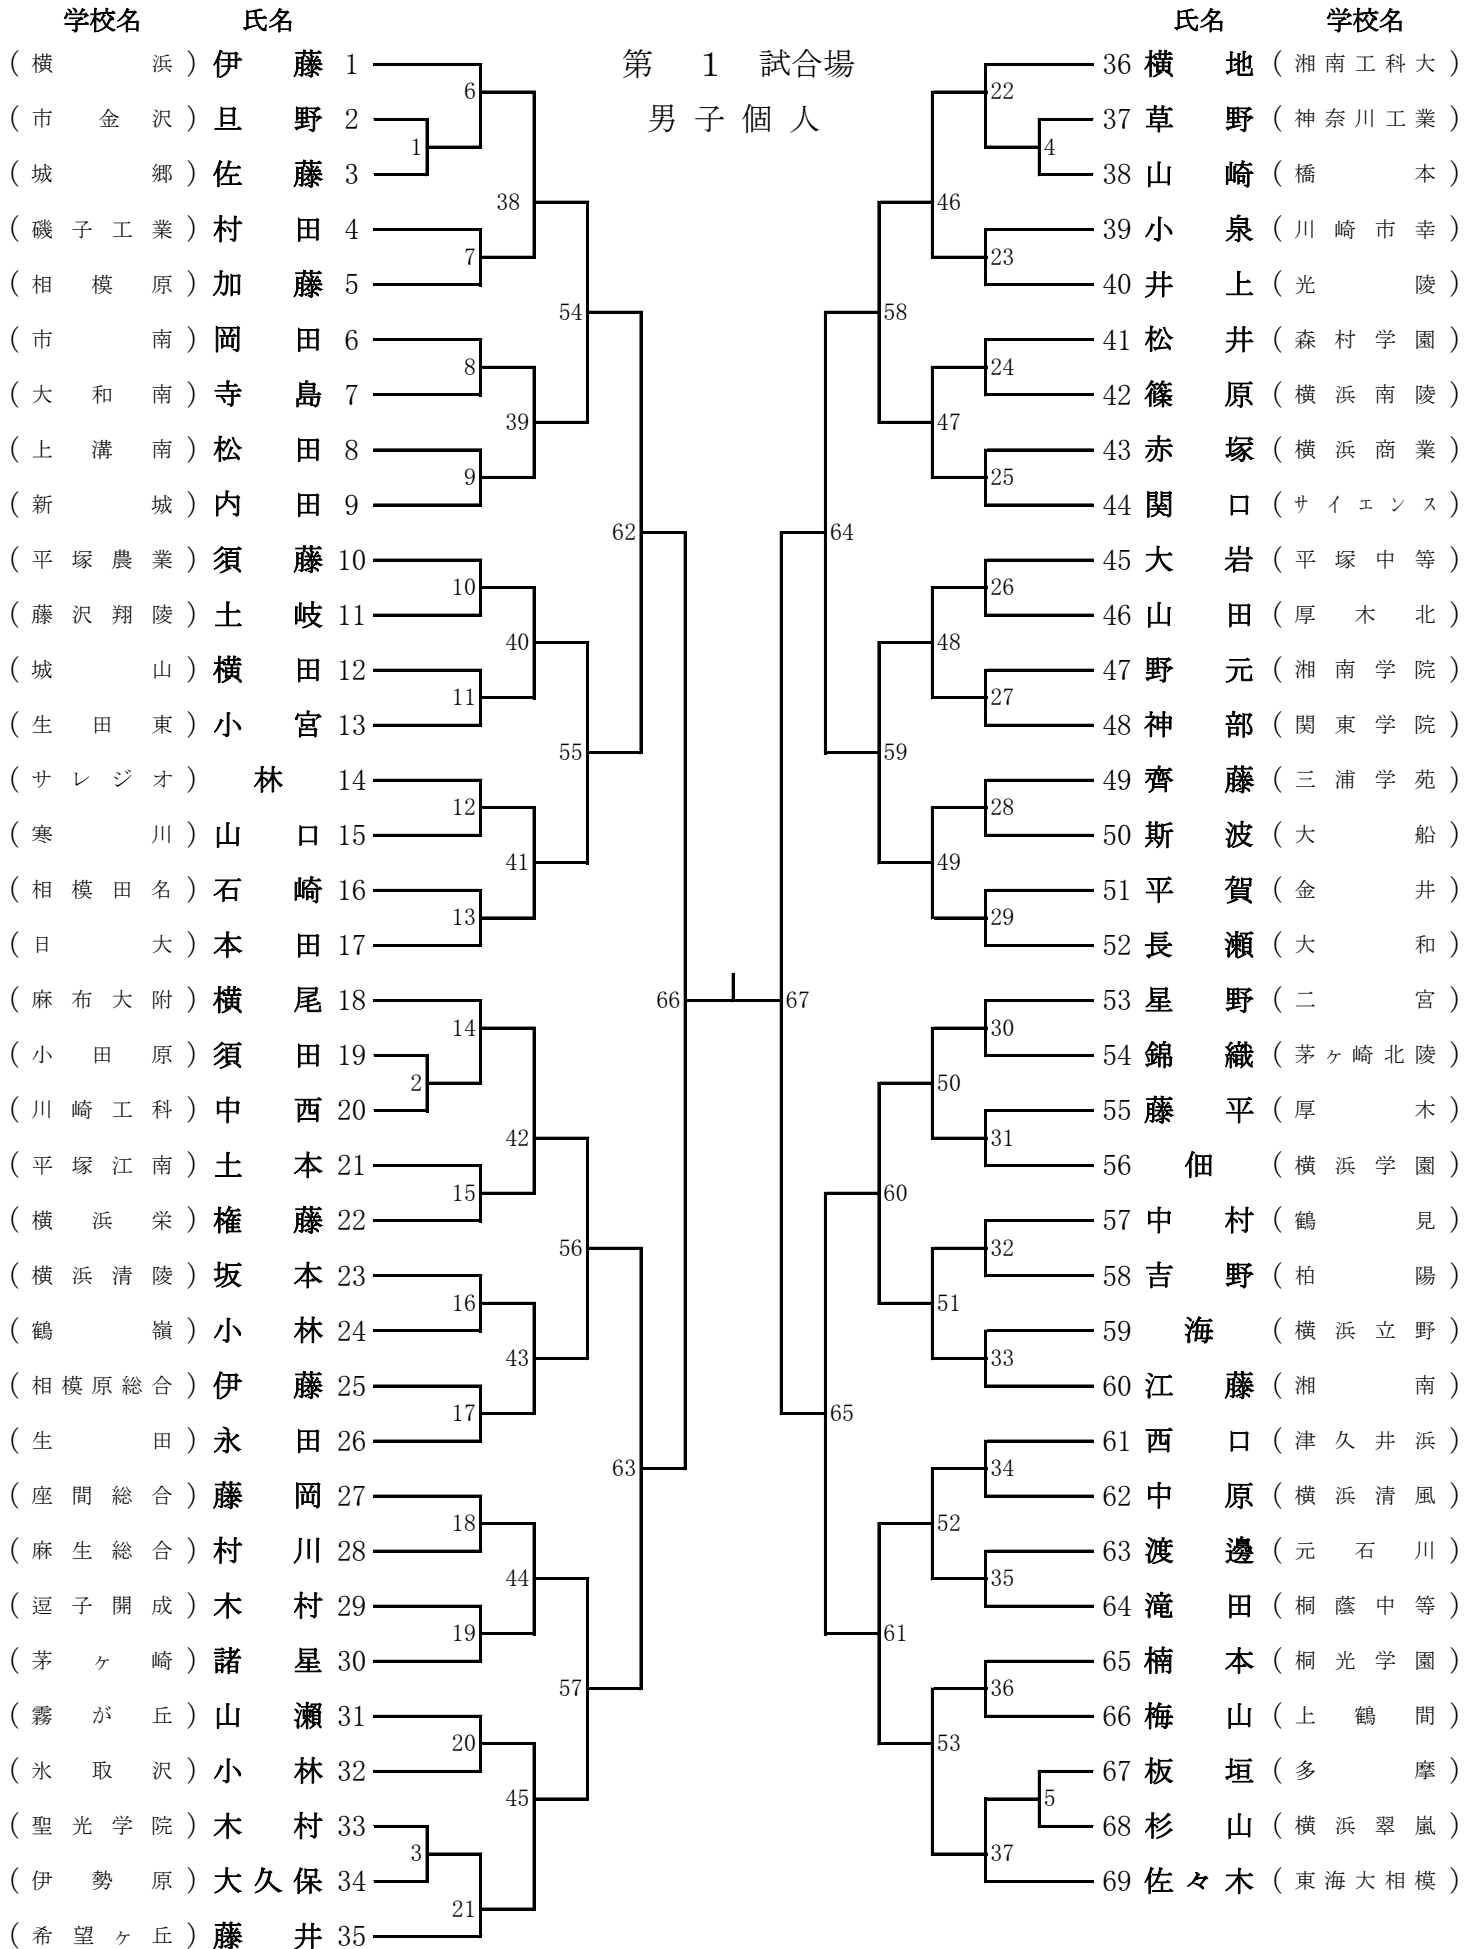 学校名 氏名 氏名 学校名
第 1 試合場
男子個人
(横浜) 伊藤 1
(市金沢) 旦野 2
(城郷) 佐藤 3
(磯子工業) 村田 4
(相模原) 加藤 5
(市南) 岡田 6
(大和南) 寺島 7
(上溝南) 松田 8
(新城) 内田 9
(平塚農業) 須藤 10
(藤沢翔陵) 土岐 11
(城山) 横田 12
(生田東) 小宮 13
(サレジオ) 林 14
(寒川) 山口 15
(相模田名) 石崎 16
(日大) 本田 17
(麻布大附) 横尾 18
(小田原) 須田 19
(川崎工科) 中西 20
(平塚江南) 土本 21
(横浜栄) 権藤 22
(横浜清陵) 坂本 23
(鶴嶺) 小林 24
(相模原総合) 伊藤 25
(生田) 永田 26
(座間総合) 藤岡 27
(麻生総合) 村川 28
(逗子開成) 木村 29
(茅ヶ崎) 諸星 30
(霧が丘) 山瀬 31
(氷取沢) 小林 32
(聖光学院) 木村 33
(伊勢原) 大久保 34
(希望ヶ丘) 藤井 35
1
2
3
6
7
8
9
10
11
12
13
14
15
16
17
18
19
20
21
38
39
40
41
42
43
44
45
54
55
56
57
62
63
66
67
64
65
58
59
60
61
46
47
48
49
50
51
52
53
22
23
24
25
26
27
28
29
30
31
32
33
34
35
36
37
4
5
36 横地 (湘南工科大)
37 草野 (神奈川工業)
38 山崎 (橋本)
39 小泉 (川崎市幸)
40 井上 (光陵)
41 松井 (森村学園)
42 篠原 (横浜南陵)
43 赤塚 (横浜商業)
44 関口 (サイエンス)
45 大岩 (平塚中等)
46 山田 (厚木北)
47 野元 (湘南学院)
48 神部 (関東学院)
49 齊藤 (三浦学苑)
50 斯波 (大船)
51 平賀 (金井)
52 長瀬 (大和)
53 星野 (二宮)
54 錦織 (茅ヶ崎北陵)
55 藤平 (厚木)
56 佃 (横浜学園)
57 中村 (鶴見)
58 吉野 (柏陽)
59 海 (横浜立野)
60 江藤 (湘南)
61 西口 (津久井浜)
62 中原 (横浜清風)
63 渡邊 (元石川)
64 滝田 (桐蔭中等)
65 楠本 (桐光学園)
66 梅山 (上鶴間)
67 板垣 (多摩)
68 杉山 (横浜翠嵐)
69 佐々木 (東海大相模)